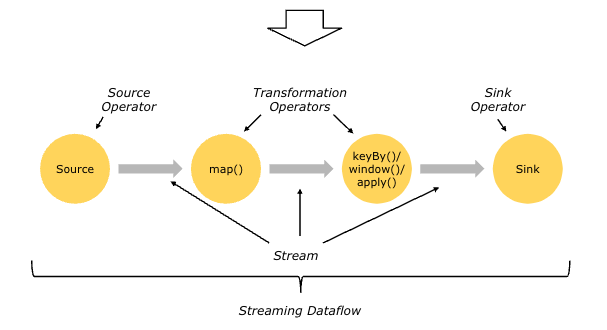 Source
Operator
Transformation
Operators
Sink
Operator
Source
map()
keyBy()/
window()/
apply()
Sink
Stream
Streaming Dataflow